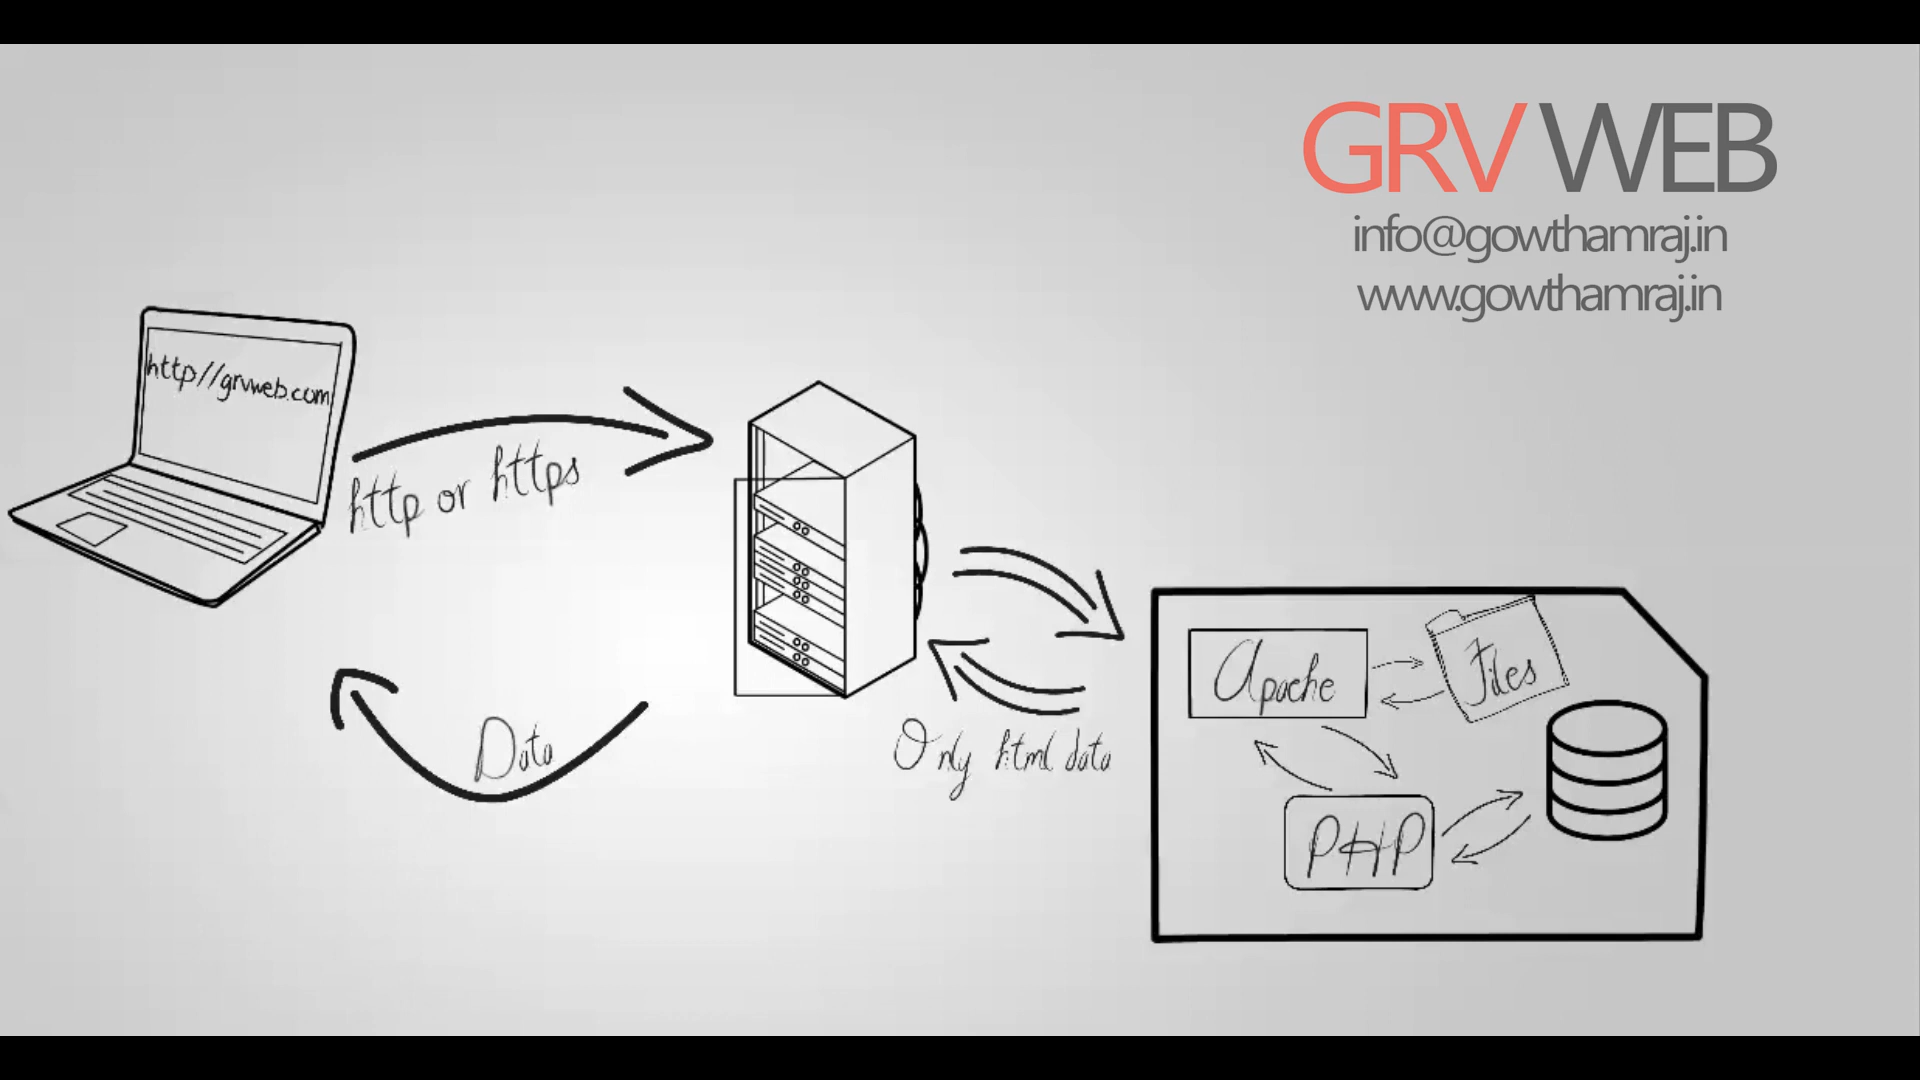 GRV WEB
info@gowthamraj.in
www.gowthamraj.in
http//grvweb.com
http or https
Data
Only html data
Apache
Files
PHP